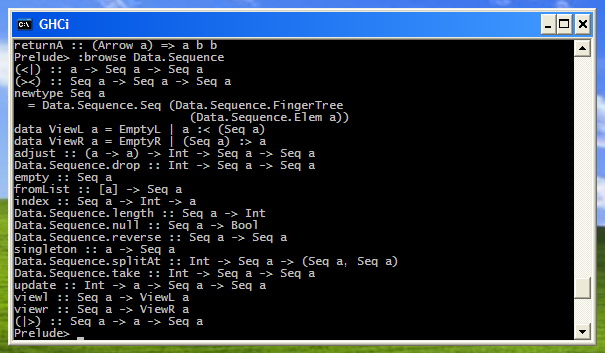 GHCi
returnA :: (Arrow a) => a b b
Prelude> :browse Data.Sequence
(<|) :: a -> Seq a -> Seq a
(><) :: Seq a -> Seq a -> Seq a
newtype Seq a
  = Data.Sequence.Seq (Data.Sequence.FingerTree
                         (Data.Sequence.Elem a))
data ViewL a = EmptyL | a :< (Seq a)
data ViewR a = EmptyR | (Seq a) :> a
adjust :: (a -> a) -> Int -> Seq a -> Seq a
Data.Sequence.drop :: Int -> Seq a -> Seq a
empty :: Seq a
fromList :: [a] -> Seq a
index :: Seq a -> Int -> a
Data.Sequence.length :: Seq a -> Int
Data.Sequence.null :: Seq a -> Bool
Data.Sequence.reverse :: Seq a -> Seq a
singleton :: a -> Seq a
Data.Sequence.splitAt :: Int -> Seq a -> (Seq a, Seq a)
Data.Sequence.take :: Int -> Seq a -> Seq a
update :: Int -> a -> Seq a -> Seq a
viewl :: Seq a -> ViewL a
viewr :: Seq a -> ViewR a
(|>) :: Seq a -> a -> Seq a
Prelude> _